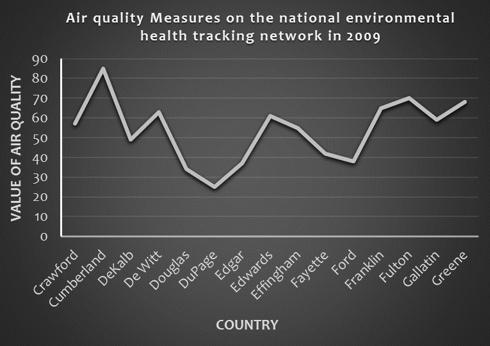 Air quality Measures on the national environmental
health tracking network in 2009
VALUE OF AIR QUALITY
90
80
70
60
50
40
30
20
10
0
Crawford
Cumberland
DeKalb
De Witt
Douglas
DuPage
Edgar
Edwards
Effingham
Fayette
Ford
Franklin
Fulton
Gallatin
Greene
COUNTRY